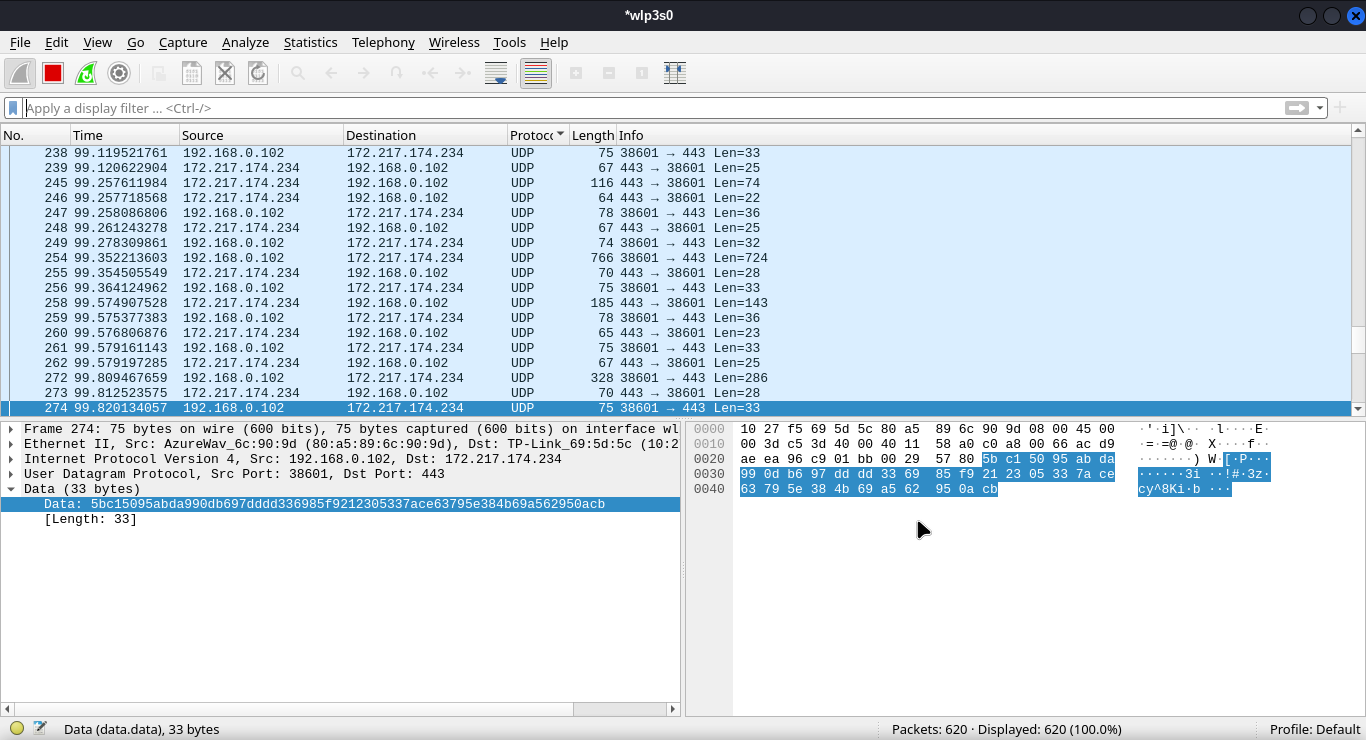 *wlp3s0
File Edit View Go Capture Analyze Statistics Telephony Wireless Tools Help
Apply a display filter ... <Ctrl-/>
No. Time Source Destination Protoc Length Info
238 99.119521761 192.168.0.102 172.217.174.234 UDP 75 38601 → 443 Len=33
239 99.120622904 172.217.174.234 192.168.0.102 UDP 67 443 → 38601 Len=25
245 99.257611984 172.217.174.234 192.168.0.102 UDP 116 443 → 38601 Len=74
246 99.257718568 172.217.174.234 192.168.0.102 UDP 64 443 → 38601 Len=22
247 99.258086806 192.168.0.102 172.217.174.234 UDP 78 38601 → 443 Len=36
248 99.261243278 172.217.174.234 192.168.0.102 UDP 67 443 → 38601 Len=25
249 99.278309861 192.168.0.102 172.217.174.234 UDP 74 38601 → 443 Len=32
254 99.352213603 192.168.0.102 172.217.174.234 UDP 766 38601 → 443 Len=724
255 99.354505549 172.217.174.234 192.168.0.102 UDP 70 443 → 38601 Len=28
256 99.364124962 192.168.0.102 172.217.174.234 UDP 75 38601 → 443 Len=33
258 99.574907528 172.217.174.234 192.168.0.102 UDP 185 443 → 38601 Len=143
259 99.575377383 192.168.0.102 172.217.174.234 UDP 78 38601 → 443 Len=36
260 99.576806876 172.217.174.234 192.168.0.102 UDP 65 443 → 38601 Len=23
261 99.579161143 192.168.0.102 172.217.174.234 UDP 75 38601 → 443 Len=33
262 99.579197285 172.217.174.234 192.168.0.102 UDP 67 443 → 38601 Len=25
272 99.809467659 192.168.0.102 172.217.174.234 UDP 328 38601 → 443 Len=286
273 99.812523575 172.217.174.234 192.168.0.102 UDP 70 443 → 38601 Len=28
274 99.820134057 192.168.0.102 172.217.174.234 UDP 75 38601 → 443 Len=33
Frame 274: 75 bytes on wire (600 bits), 75 bytes captured (600 bits) on interface wl
Ethernet II, Src: AzureWav_6c:90:9d (80:a5:89:6c:90:9d), Dst: TP-Link_69:5d:5c (10:2
Internet Protocol Version 4, Src: 192.168.0.102, Dst: 172.217.174.234
User Datagram Protocol, Src Port: 38601, Dst Port: 443
Data (33 bytes)
Data: 5bc15095abda990db697dddd336985f9212305337ace63795e384b69a562950acb
[Length: 33]
0000 10 27 f5 69 5d 5c 80 a5 89 6c 90 9d 08 00 45 00 ·'·i]\·· ·l····E·
0010 00 3d c5 3d 40 00 40 11 58 a0 c0 a8 00 66 ac d9 ·=·=@·@· X····f··
0020 ae ea 96 c9 01 bb 00 29 57 80 5b c1 50 95 ab da ·······) W·[·P···
0030 99 0d b6 97 dd dd 33 69 85 f9 21 23 05 33 7a ce ······3i ··!#·3z·
0040 63 79 5e 38 4b 69 a5 62 95 0a cb cy^8Ki·b ···
Data (data.data), 33 bytes
Packets: 620 · Displayed: 620 (100.0%)
Profile: Default